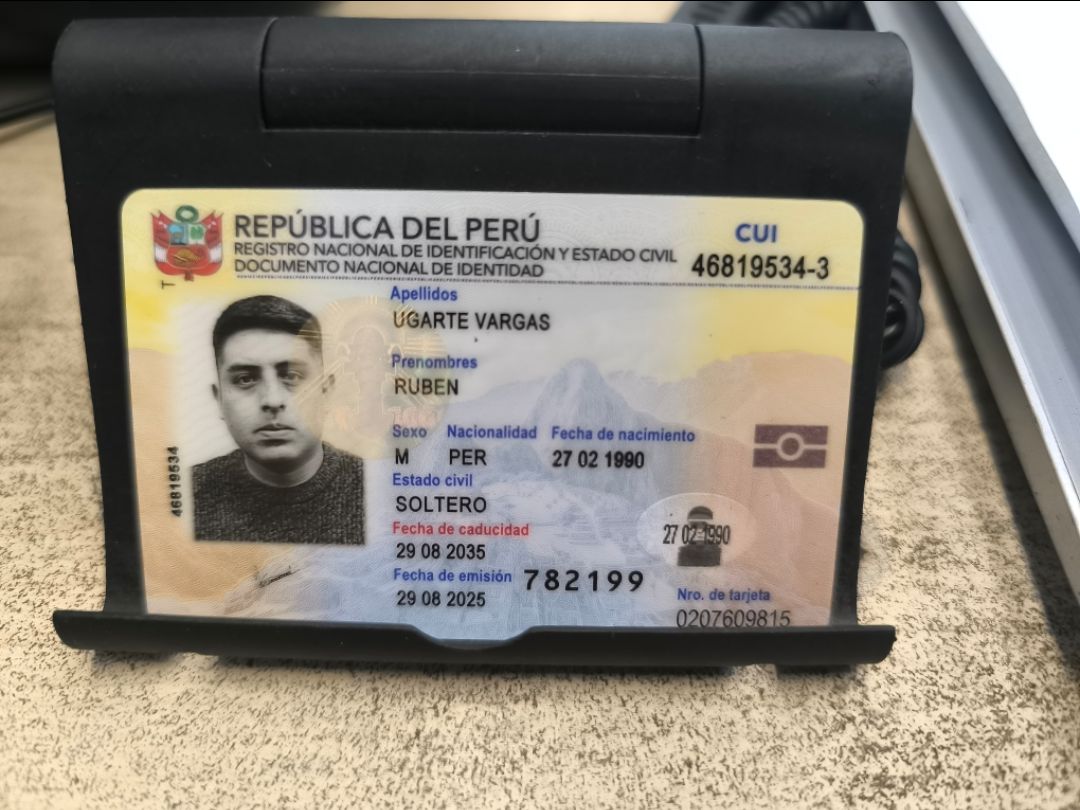 REPÚBLICA DEL PERÚ
REGISTRO NACIONAL DE IDENTIFICACIÓN Y ESTADO CIVIL
DOCUMENTO NACIONAL DE IDENTIDAD
CUI
46819534-3
T
Apellidos
UGARTE VARGAS
Prenombres
RUBEN
Sexo Nacionalidad Fecha de nacimiento
M PER 27 02 1990
Estado civil
SOLTERO
Fecha de caducidad
29 08 2035
Fecha de emisión 782199
29 08 2025
46819534
27 02 1990
Nro. de tarjeta
0207609815